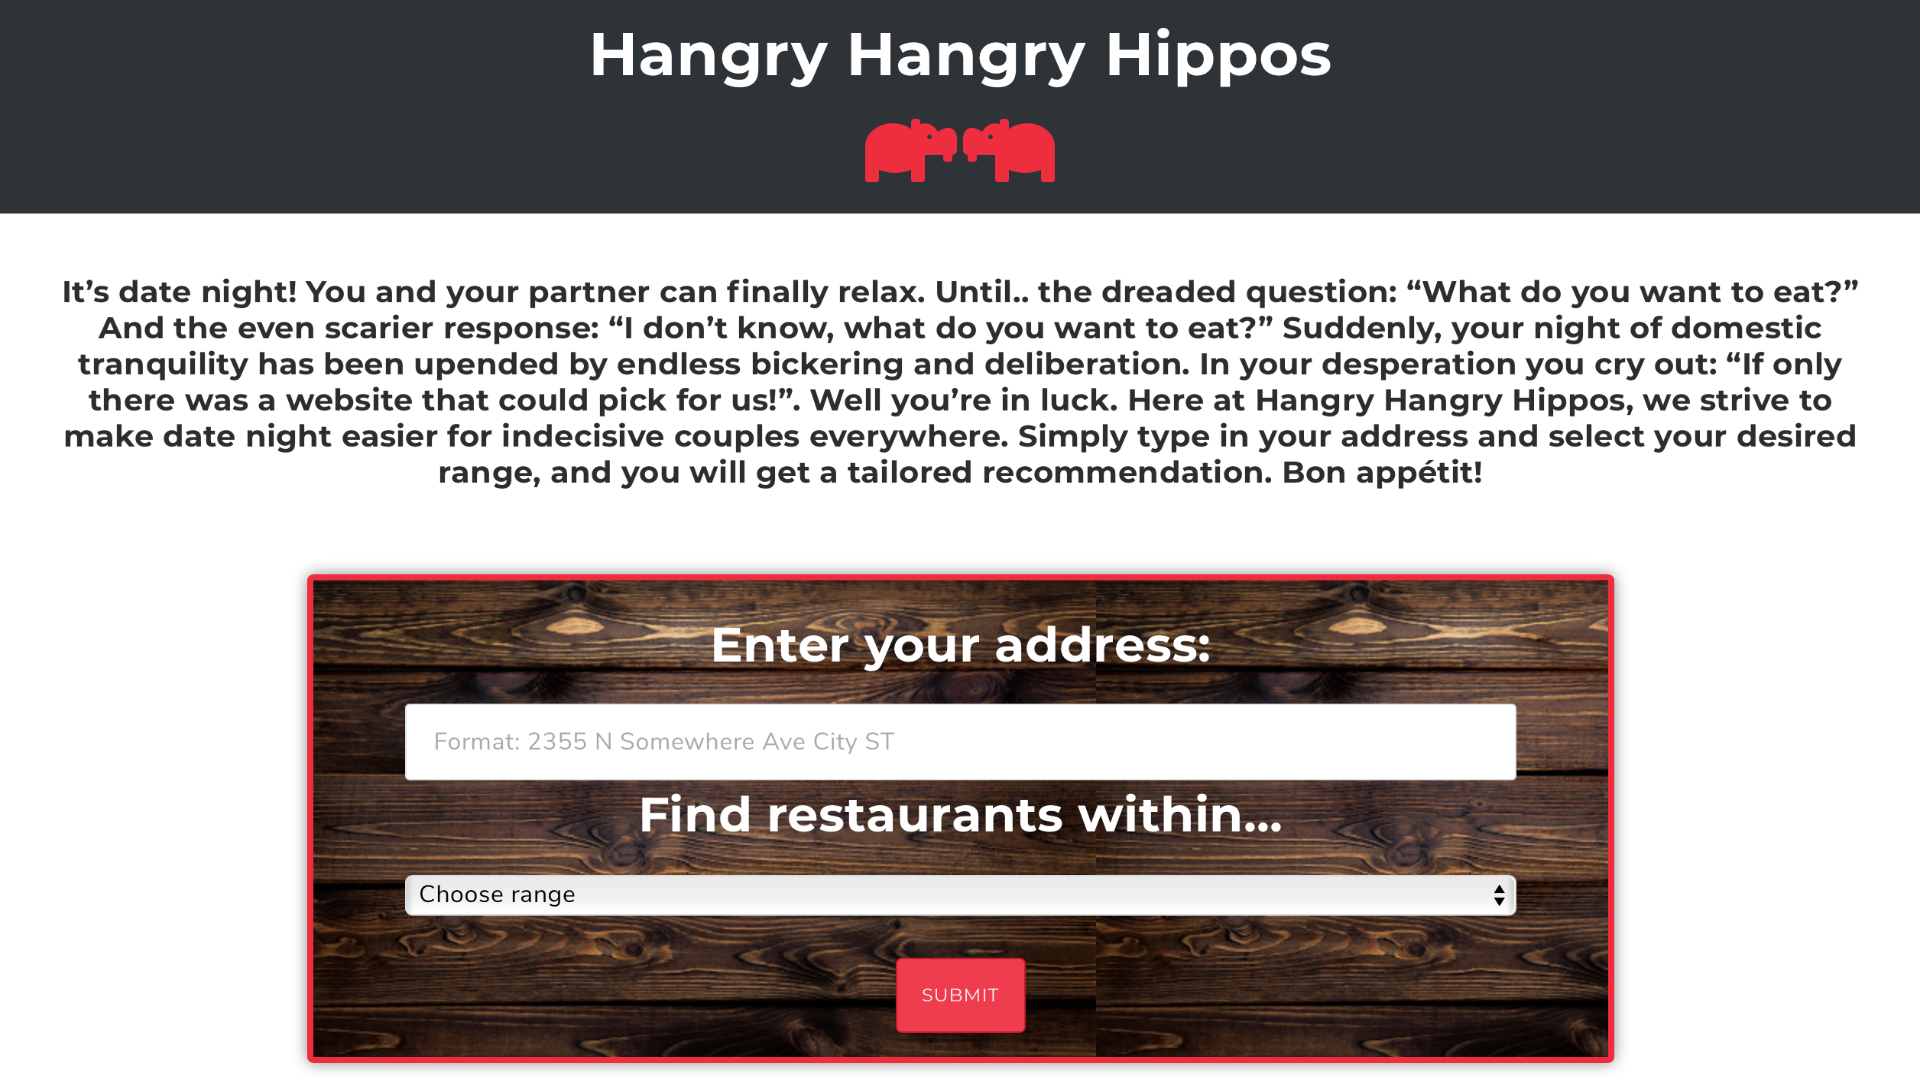 Hangry Hangry Hippos
It’s date night! You and your partner can finally relax. Until.. the dreaded question: “What do you want to eat?”
And the even scarier response: “I don’t know, what do you want to eat?” Suddenly, your night of domestic
tranquility has been upended by endless bickering and deliberation. In your desperation you cry out: “If only
there was a website that could pick for us!”. Well you’re in luck. Here at Hangry Hangry Hippos, we strive to
make date night easier for indecisive couples everywhere. Simply type in your address and select your desired
range, and you will get a tailored recommendation. Bon appétit!
Enter your address:
Format: 2355 N Somewhere Ave City ST
Find restaurants within...
Choose range
SUBMIT